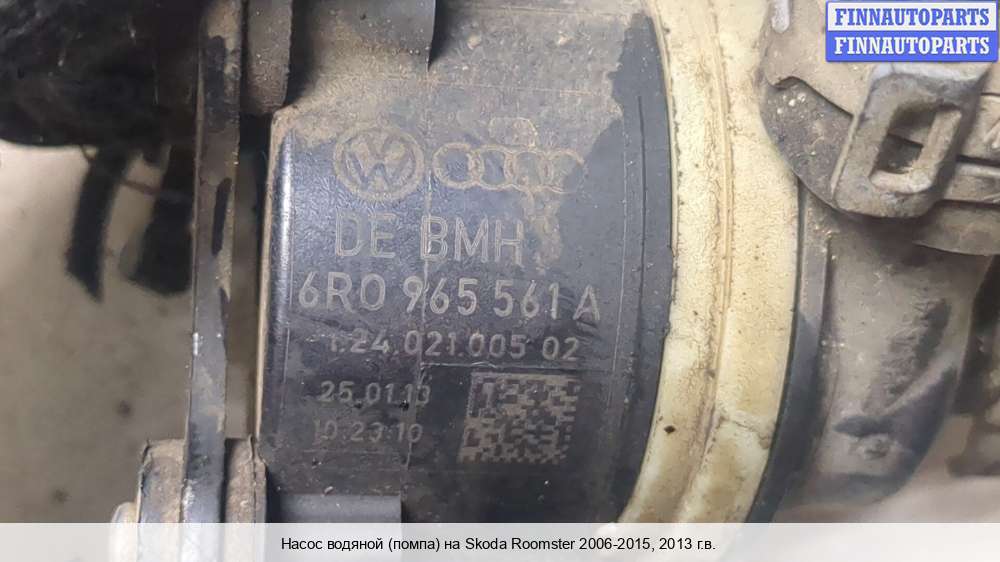 FINNAUTOPARTS
FINNAUTOPARTS
DE BMH
6R0 965 561 A
1.24.021.005 02
25.01.13
10:23:10
Насос водяной (помпа) на Skoda Roomster 2006-2015, 2013 г.в.